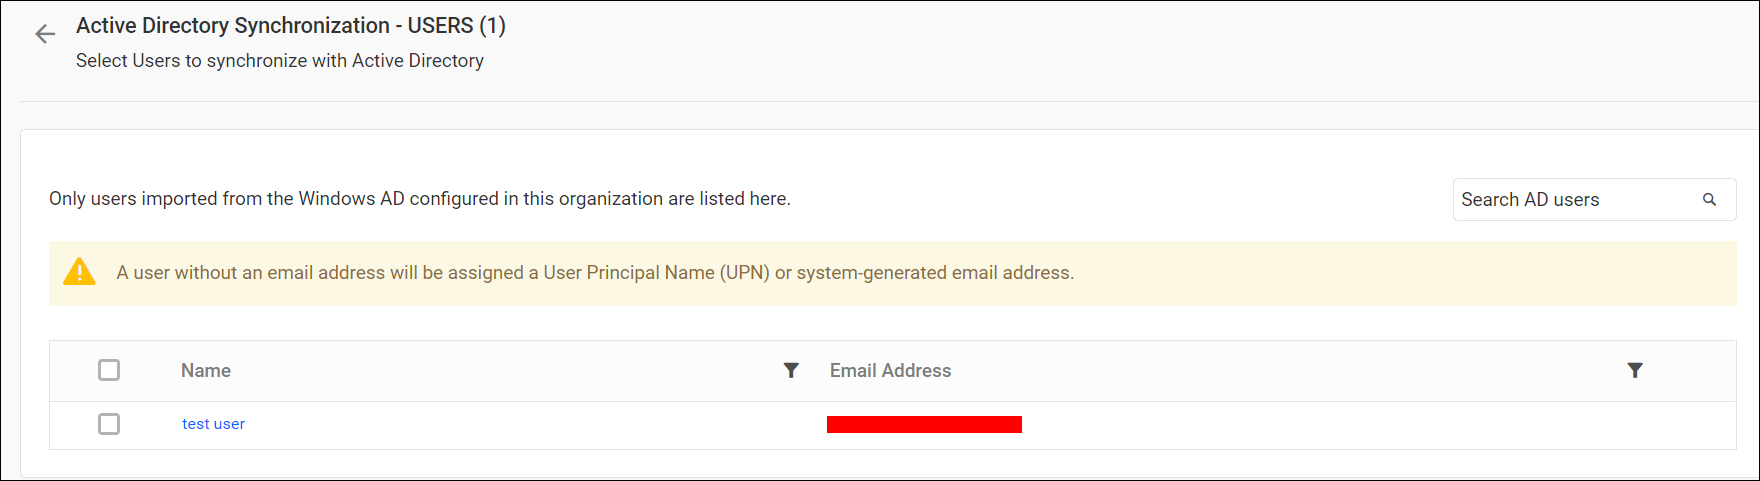 Active Directory Synchronization - USERS (1)
Select Users to synchronize with Active Directory
Only users imported from the Windows AD configured in this organization are listed here.
Search AD users
A user without an email address will be assigned a User Principal Name (UPN) or system-generated email address.
Name
Email Address
test user